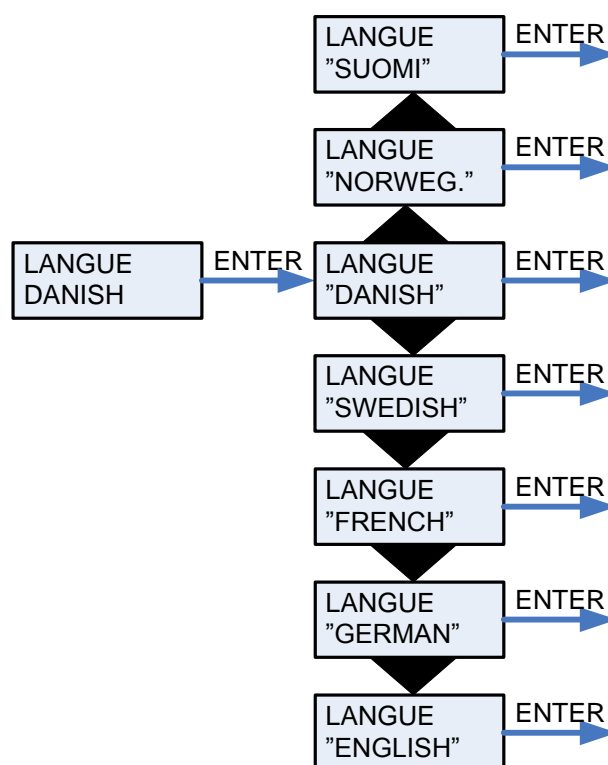 LANGUE ENTER
”SUOMI”
LANGUE ENTER
”NORWEG.”
LANGUE ENTER LANGUE ENTER
DANISH ”DANISH”
LANGUE ENTER
”SWEDISH”
LANGUE ENTER
”FRENCH”
LANGUE ENTER
”GERMAN”
LANGUE ENTER
”ENGLISH”